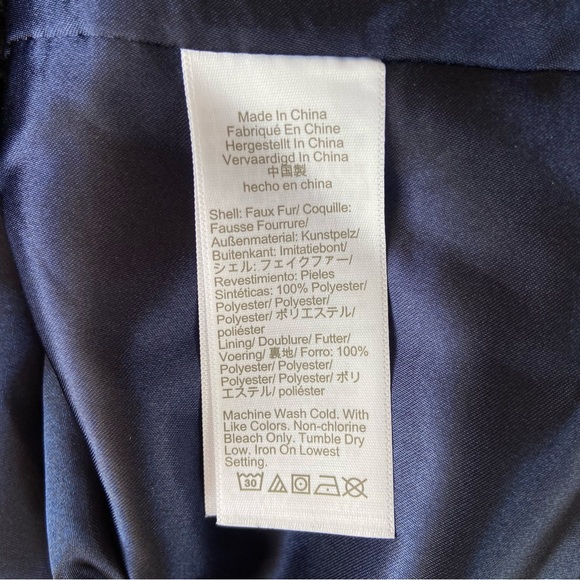 Made In China
Fabriqué En Chine
Hergestellt In China
Vervaardigd In China
中国製
hecho en china
Shell: Faux Fur/ Coquille:
Fausse Fourrure/
Außenmaterial: Kunstpelz/
Buitenkant: Imitatiebont/
シェル: フェイクファー/
Revestimiento: Pieles
Sintéticas: 100% Polyester/
Polyester/ Polyester/
Polyester/ ポリエステル/
poliéster
Lining/ Doublure/ Futter/
Voering/ 裏地/ Forro: 100%
Polyester/ Polyester/
Polyester/ Polyester/ ポリ
エステル/ poliéster
Machine Wash Cold. With
Like Colors. Non-chlorine
Bleach Only. Tumble Dry
Low. Iron On Lowest
Setting.
30